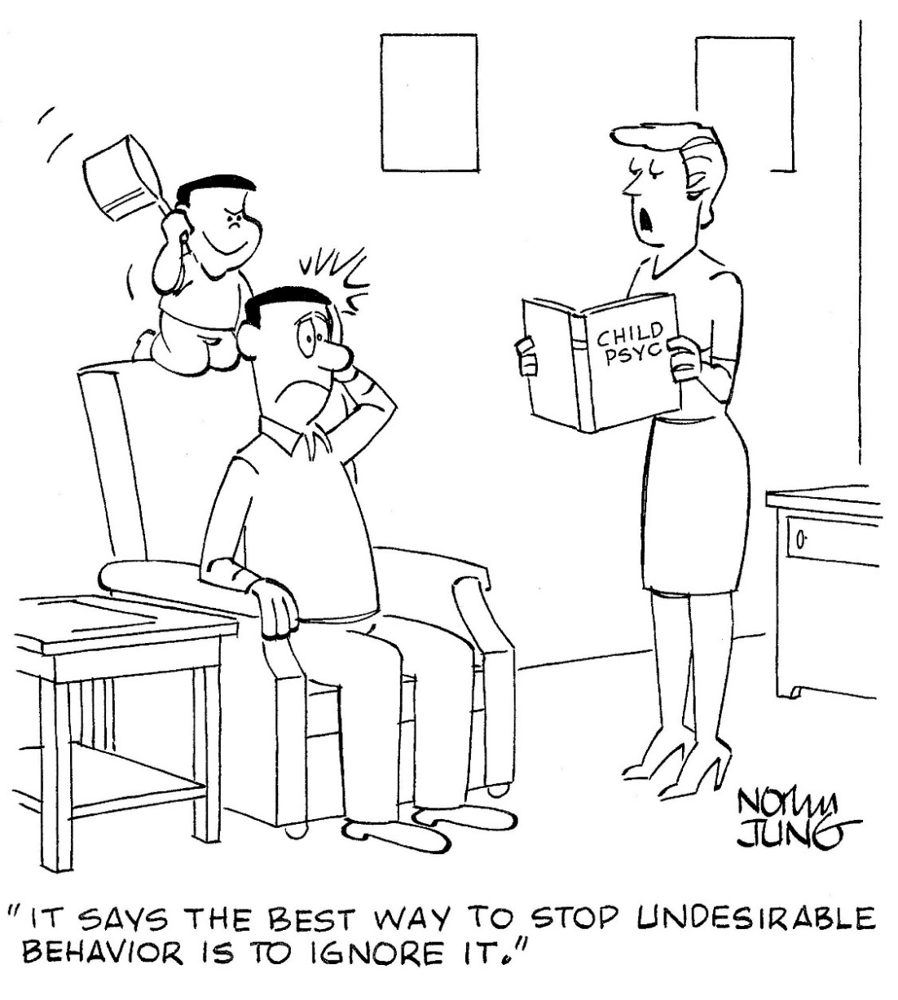 CHILD
PSYC
NORM
JUNG
"IT SAYS THE BEST WAY TO STOP UNDESIRABLE
BEHAVIOR IS TO IGNORE IT."